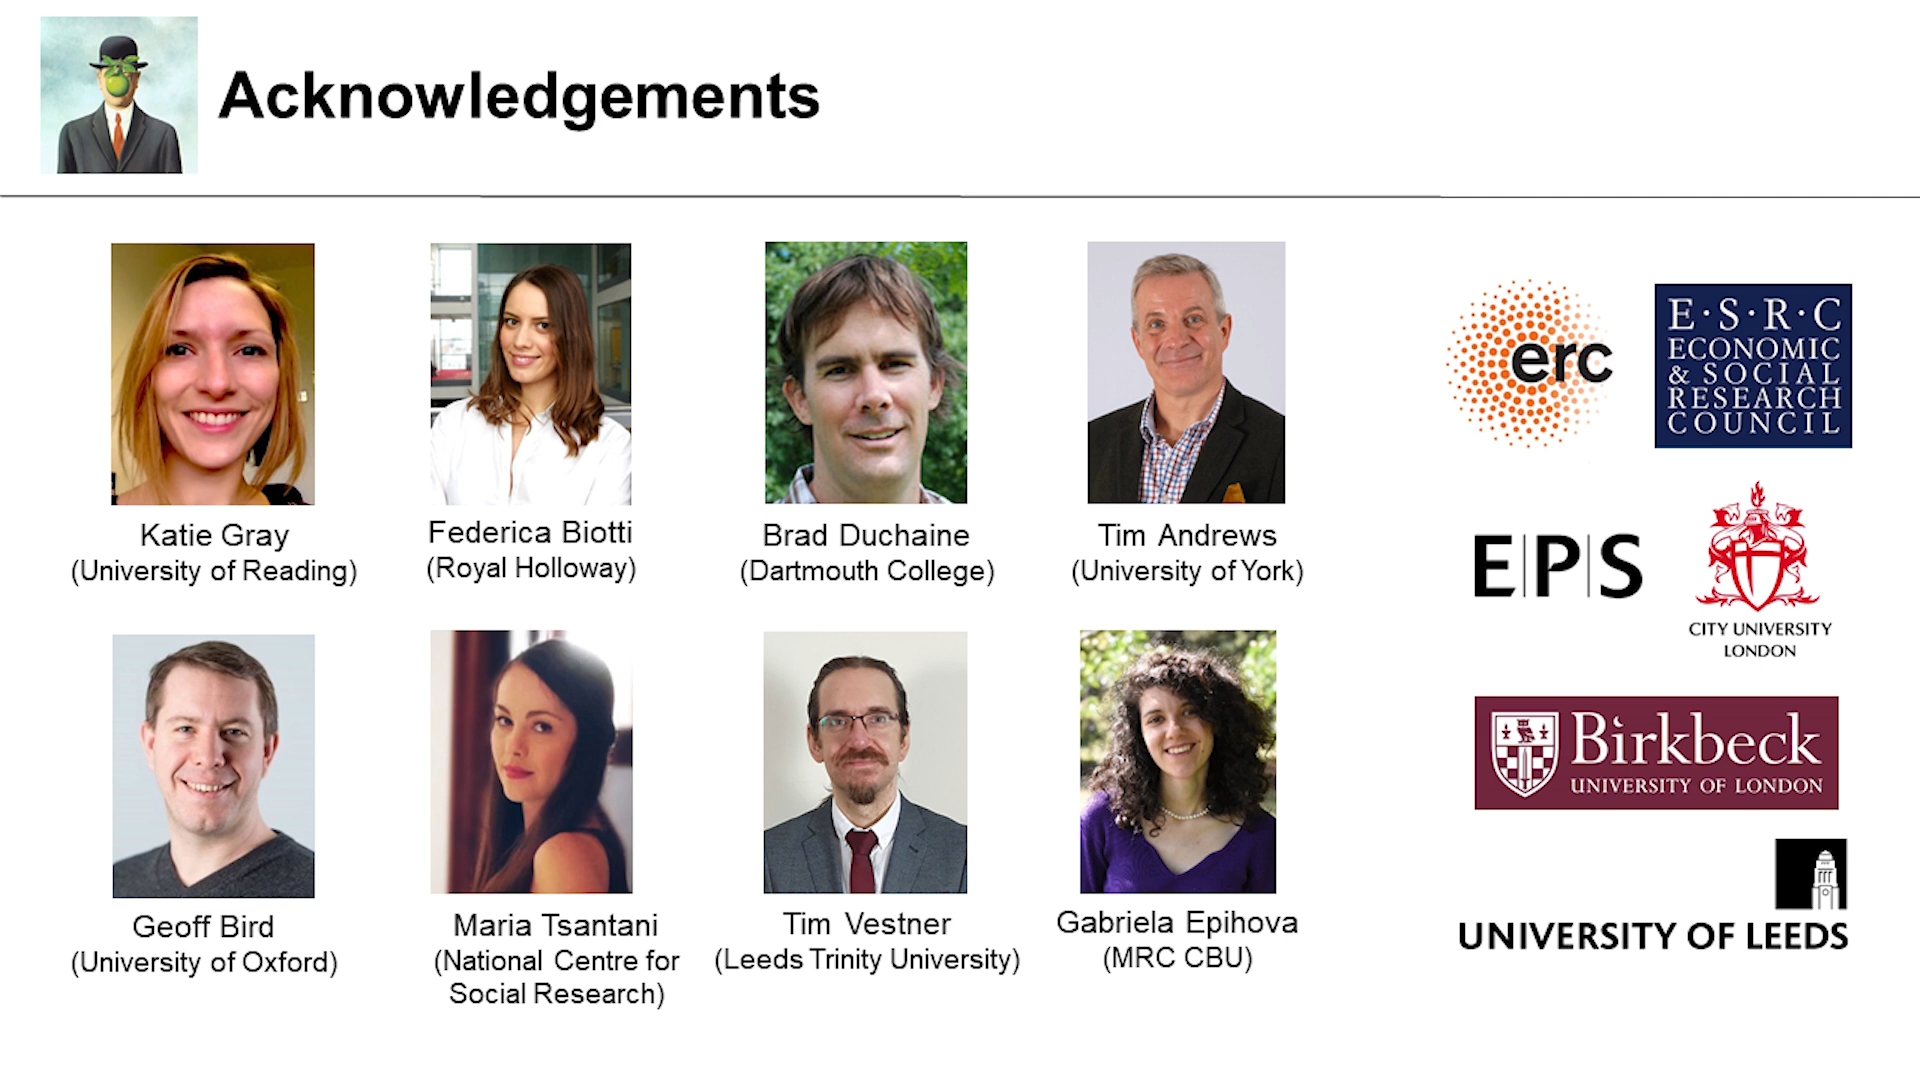 Acknowledgements
Katie Gray
(University of Reading)
Federica Biotti
(Royal Holloway)
Brad Duchaine
(Dartmouth College)
Tim Andrews
(University of York)
Geoff Bird
(University of Oxford)
Maria Tsantani
(National Centre for
Social Research)
Tim Vestner
(Leeds Trinity University)
Gabriela Epihova
(MRC CBU)
erc
E·S·R·C
ECONOMIC
& SOCIAL
RESEARCH
COUNCIL
E|P|S
CITY UNIVERSITY
LONDON
Birkbeck
UNIVERSITY OF LONDON
UNIVERSITY OF LEEDS